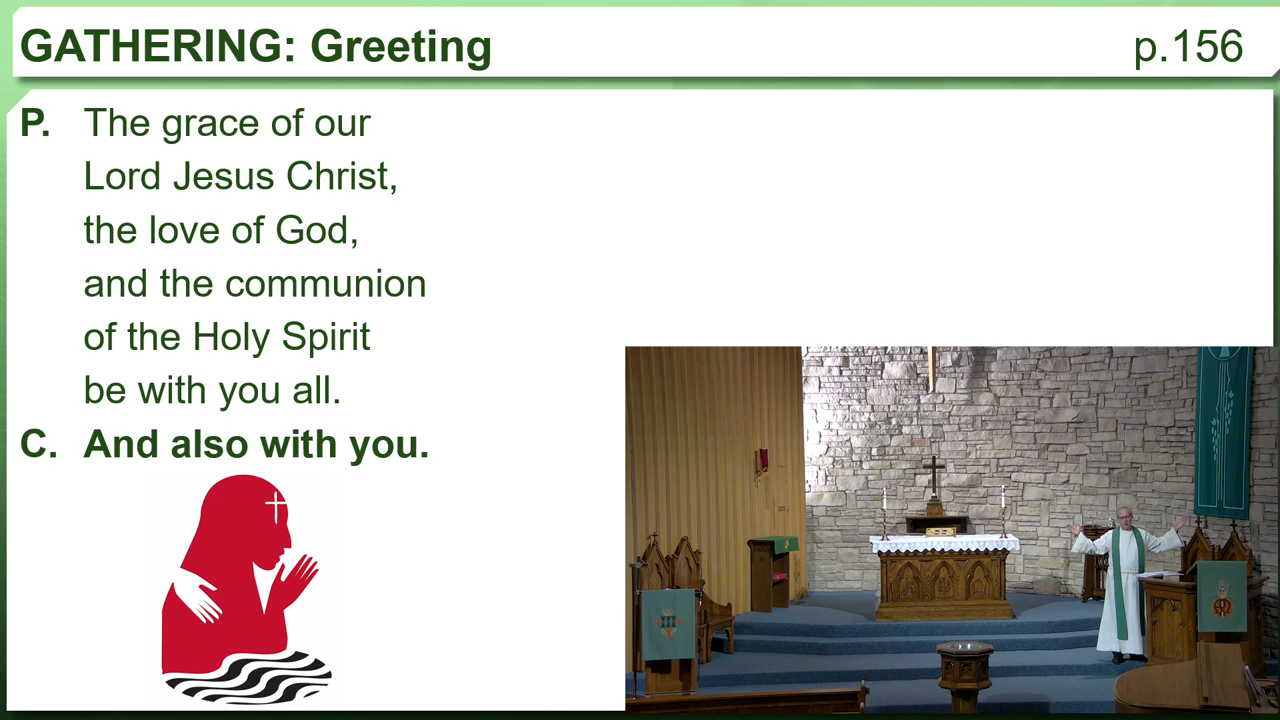 GATHERING: Greeting p.156
P. The grace of our
Lord Jesus Christ,
the love of God,
and the communion
of the Holy Spirit
be with you all.
C. And also with you.